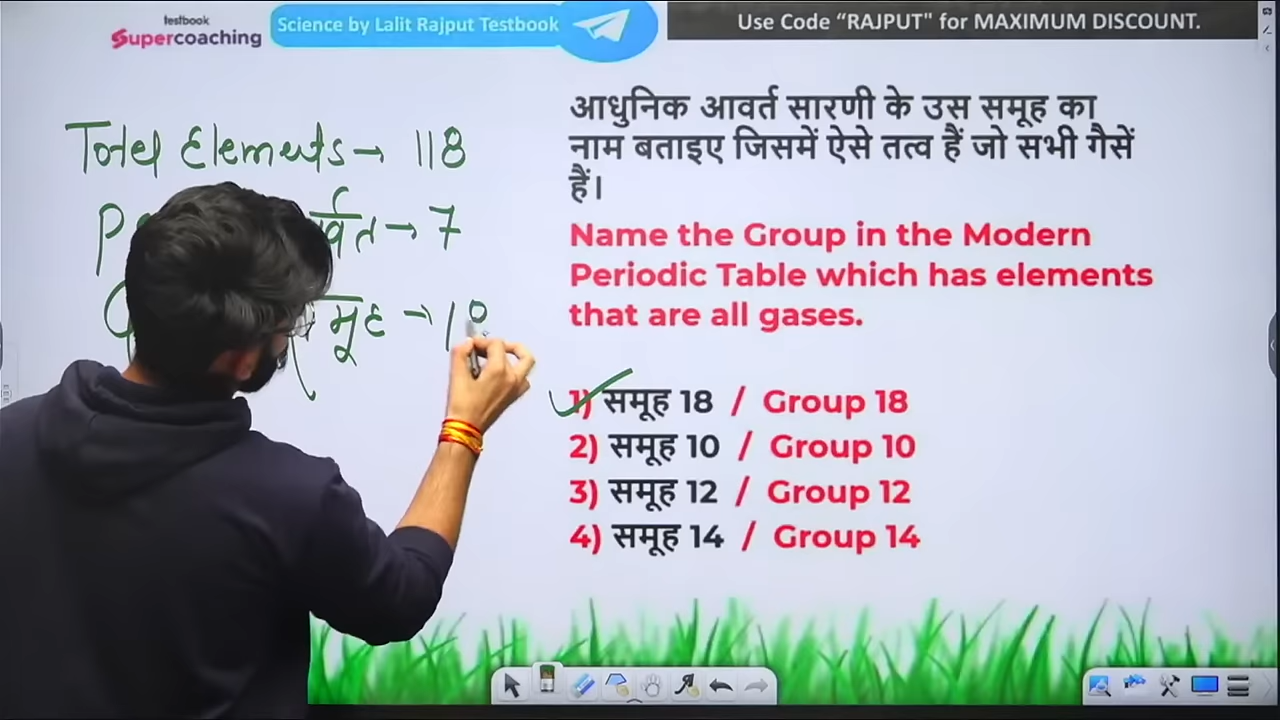 testbook
Supercoaching
Science by Lalit Rajput Testbook
Use Code “RAJPUT" for MAXIMUM DISCOUNT.
Total Elements → 118
→ 7
→ 18
आधुनिक आवर्त सारणी के उस समूह का
नाम बताइए जिसमें ऐसे तत्व हैं जो सभी गैसें
हैं।
Name the Group in the Modern
Periodic Table which has elements
that are all gases.
1) समूह 18 / Group 18
2) समूह 10 / Group 10
3) समूह 12 / Group 12
4) समूह 14 / Group 14